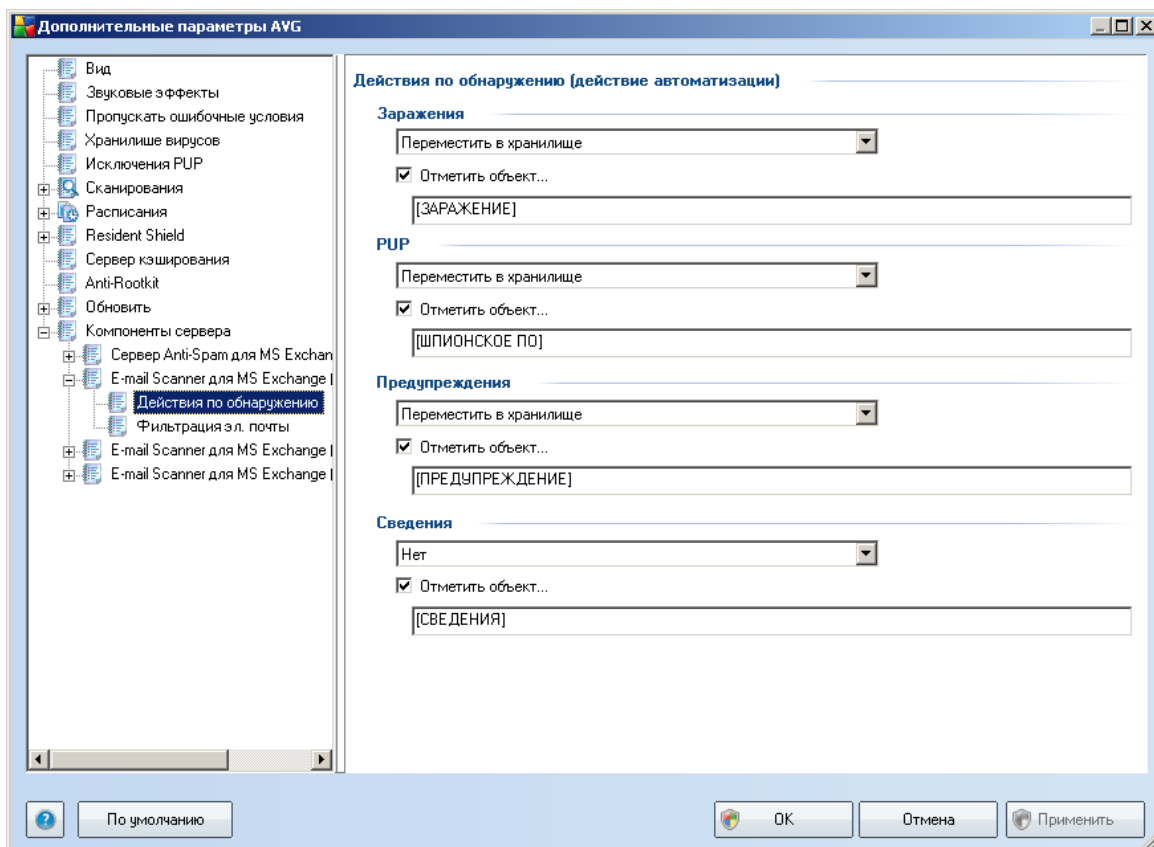 Дополнительные параметры AVG
Вид
Звуковые эффекты
Пропускать ошибочные условия
Хранилише вирусов
Исключения PUP
Сканирования
Расписания
Resident Shield
Сервер кэширования
Anti-Rootkit
Обновить
Компоненты сервера
Сервер Anti-Spam для MS Exchan
E-mail Scanner для MS Exchange
Действия по обнаружению
Фильтрация эл. почты
E-mail Scanner для MS Exchange
E-mail Scanner для MS Exchange
Действия по обнаружению (действие автоматизации)
Заражения
Переместить в хранилище
Отметить объект...
[ЗАРАЖЕНИЕ]
PUP
Переместить в хранилище
Отметить объект...
[ШПИОНСКОЕ ПО]
Предупреждения
Переместить в хранилище
Отметить объект...
[ПРЕДУПРЕЖДЕНИЕ]
Сведения
Нет
Отметить объект...
[СВЕДЕНИЯ]
По умолчанию
OK
Отмена
Применить